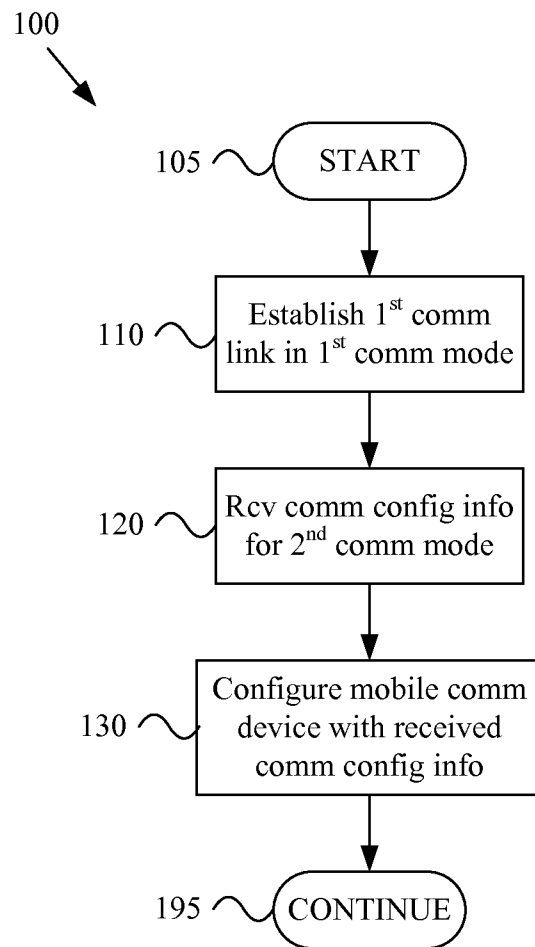 100
105
START
110
Establish 1st comm
link in 1st comm mode
120
Rcv comm config info
for 2nd comm mode
130
Configure mobile comm
device with received
comm config info
195
CONTINUE